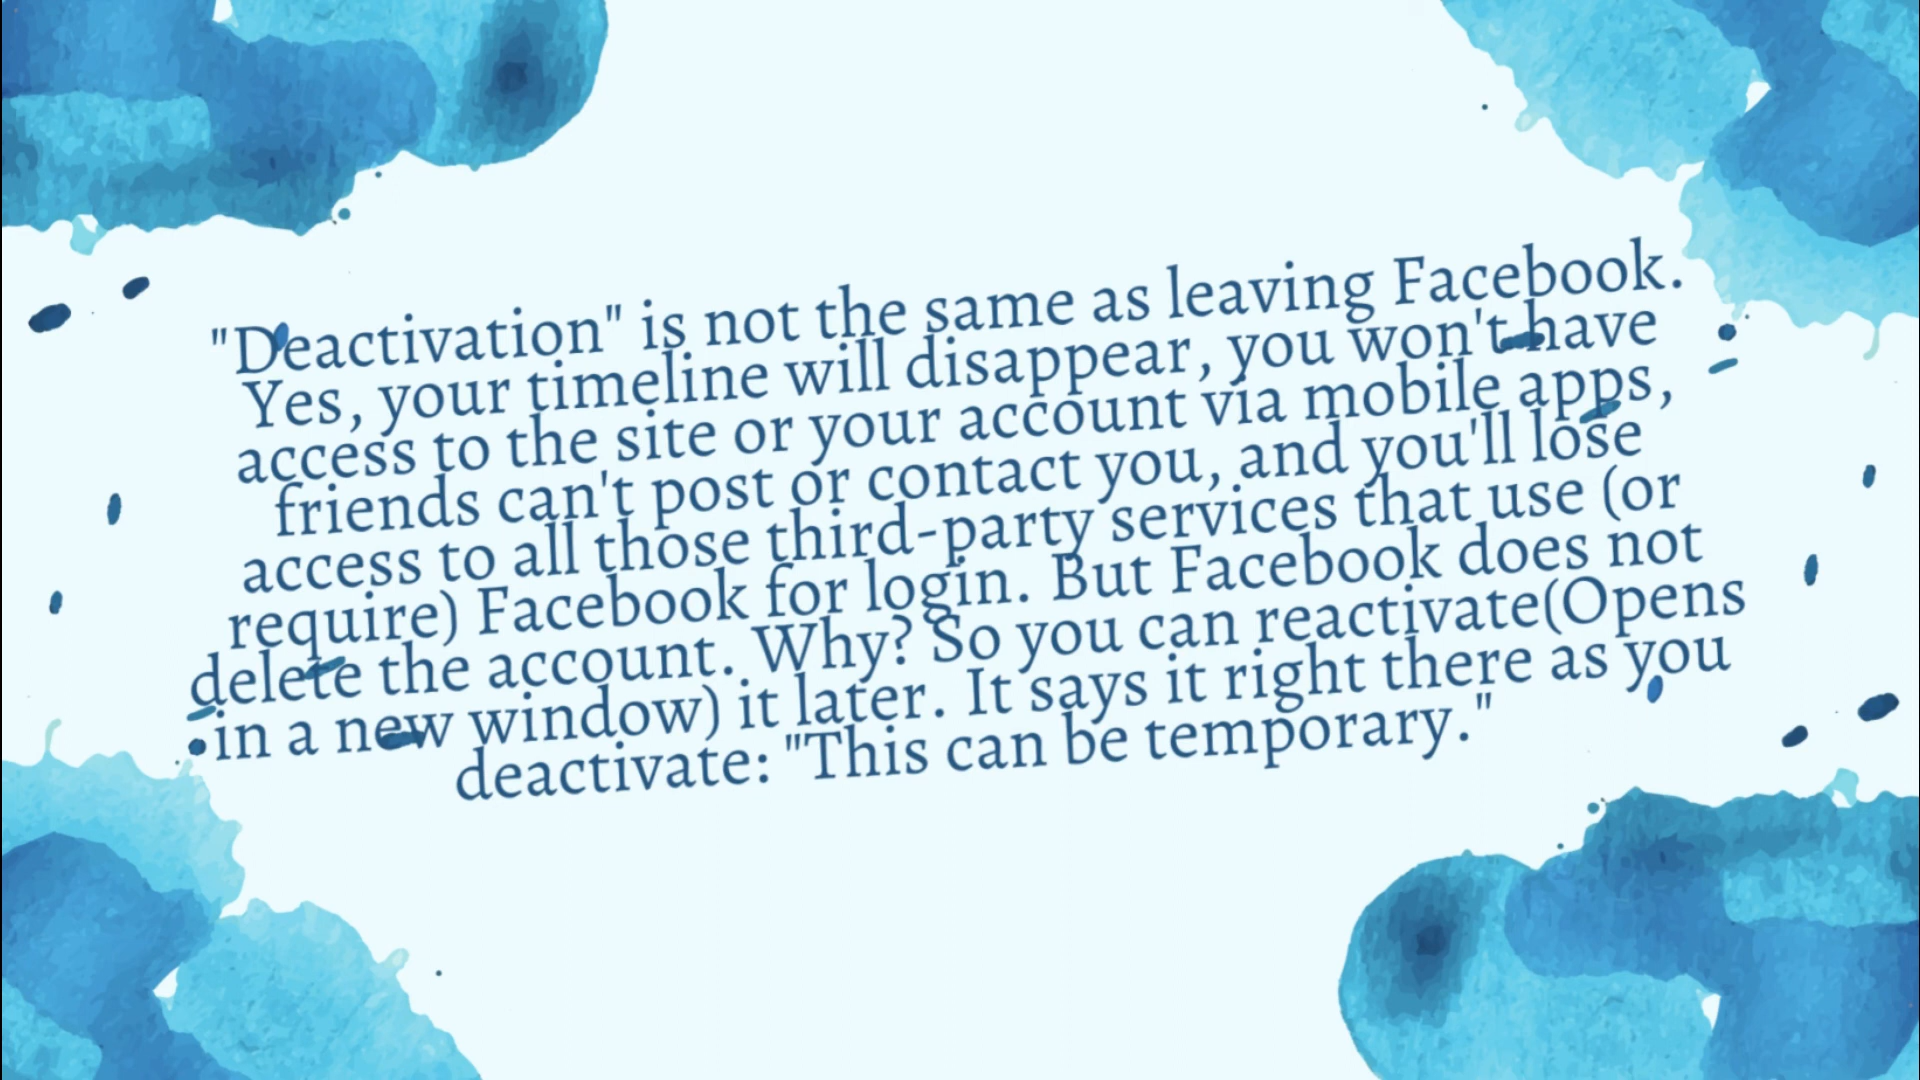 "Deactivation" is not the same as leaving Facebook.
Yes, your timeline will disappear, you won't have
access to the site or your account via mobile apps,
friends can't post or contact you, and you'll lose
access to all those third-party services that use (or
require) Facebook for login. But Facebook does not
delete the account. Why? So you can reactivate(Opens
in a new window) it later. It says it right there as you
deactivate: "This can be temporary."